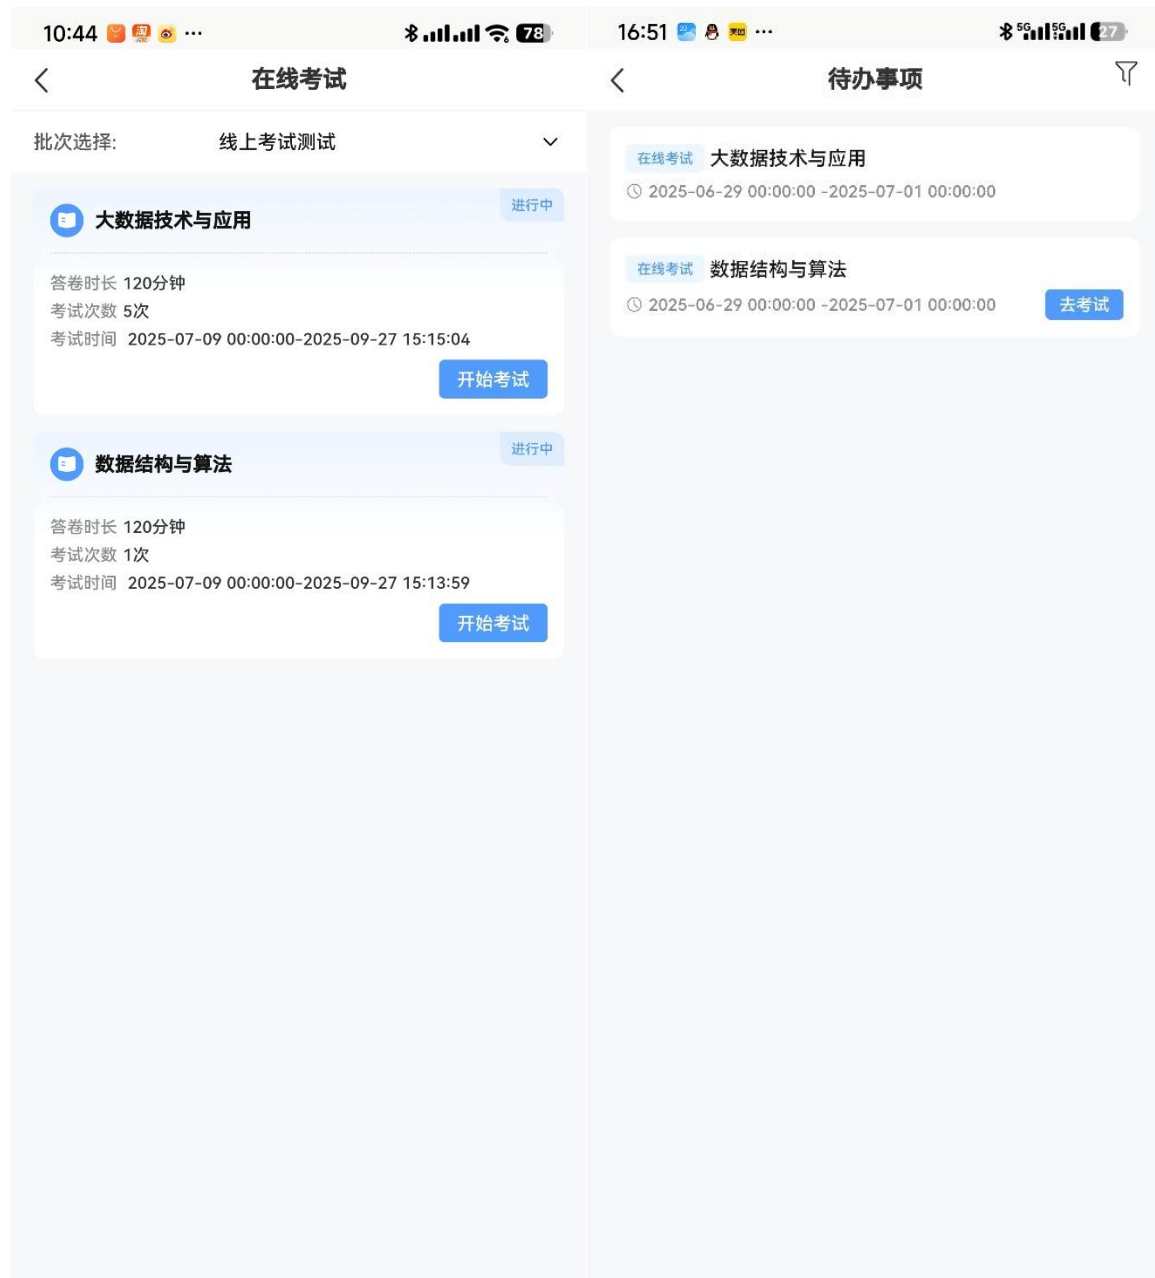 10:44
78
在线考试
批次选择: 线上考试测试
大数据技术与应用
进行中
答卷时长 120分钟
考试次数 5次
考试时间 2025-07-09 00:00:00-2025-09-27 15:15:04
开始考试
数据结构与算法
进行中
答卷时长 120分钟
考试次数 1次
考试时间 2025-07-09 00:00:00-2025-09-27 15:13:59
开始考试
16:51
5G 5G 27
待办事项
在线考试 大数据技术与应用
2025-06-29 00:00:00 -2025-07-01 00:00:00
在线考试 数据结构与算法
2025-06-29 00:00:00 -2025-07-01 00:00:00
去考试